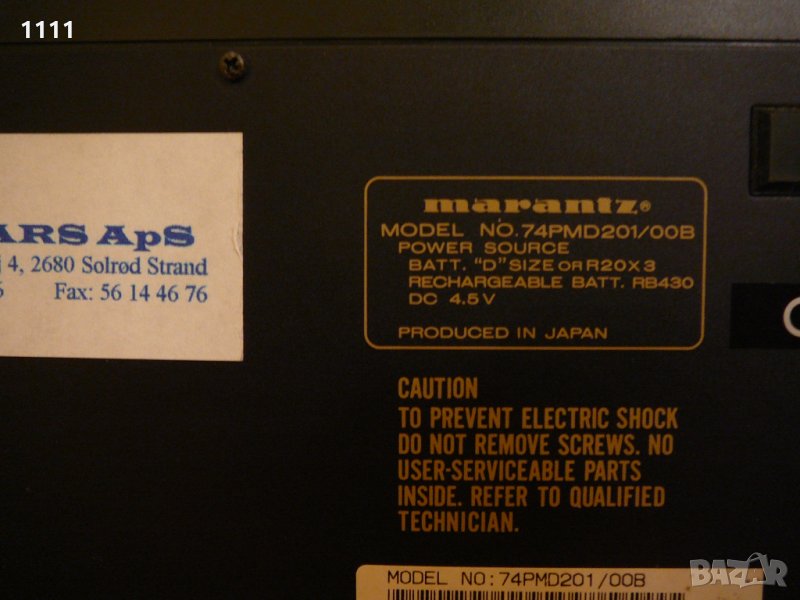 1111
ARS ApS
j 4, 2680 Solrød Strand
Fax: 56 14 46 76
marantz®
MODEL NO.74PMD201/00B
POWER SOURCE
BATT. "D" SIZE OR R20X3
RECHARGEABLE BATT. RB430
DC 4.5V
PRODUCED IN JAPAN
CAUTION
TO PREVENT ELECTRIC SHOCK
DO NOT REMOVE SCREWS. NO
USER-SERVICEABLE PARTS
INSIDE. REFER TO QUALIFIED
TECHNICIAN.
MODEL NO:74PMD201/00B
BAZAR